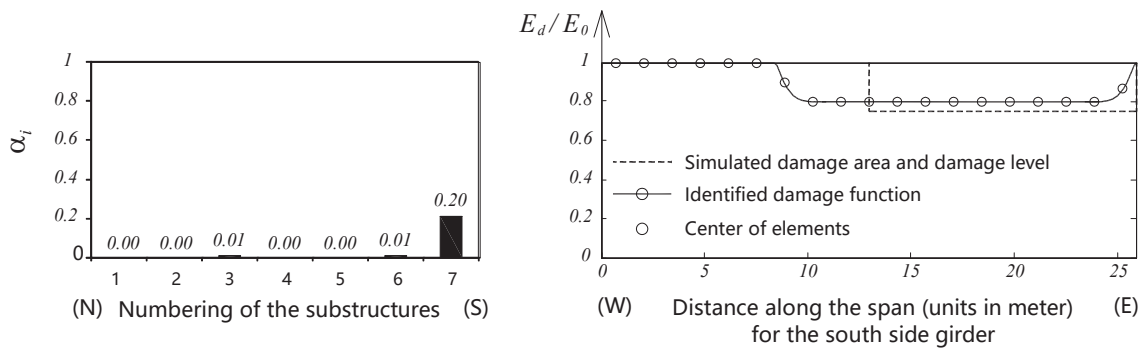 E_d / E_0
α_i
1
0.8
0.6
0.4
0.2
0
0.00 0.00 0.01 0.00 0.00 0.01 0.20
1 2 3 4 5 6 7
(N) Numbering of the substructures (S)
1
0.8
0.6
0.4
0.2
0
Simulated damage area and damage level
Identified damage function
Center of elements
0 5 10 15 20 25
(W) Distance along the span (units in meter) (E)
for the south side girder